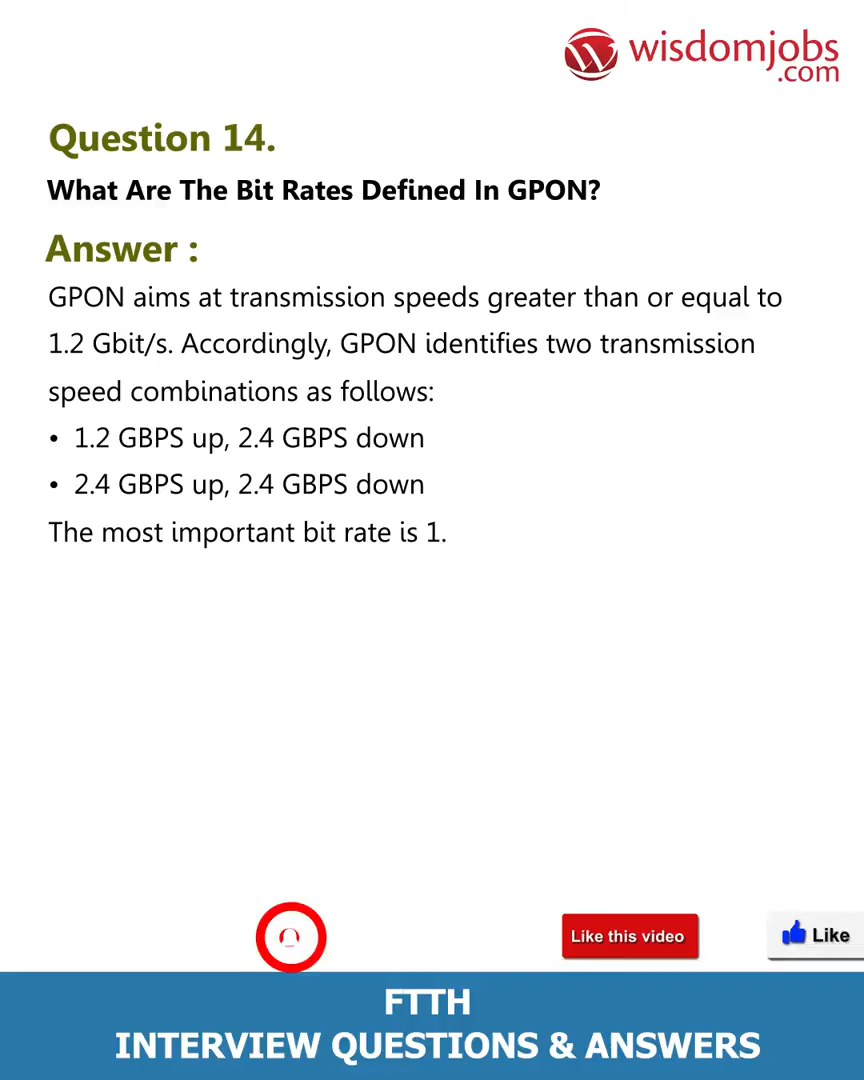 wisdomjobs
.com
Question 14.
What Are The Bit Rates Defined In GPON?
Answer :
GPON aims at transmission speeds greater than or equal to
1.2 Gbit/s. Accordingly, GPON identifies two transmission
speed combinations as follows:
• 1.2 GBPS up, 2.4 GBPS down
• 2.4 GBPS up, 2.4 GBPS down
The most important bit rate is 1.
Like this video
Like
FTTH
INTERVIEW QUESTIONS & ANSWERS